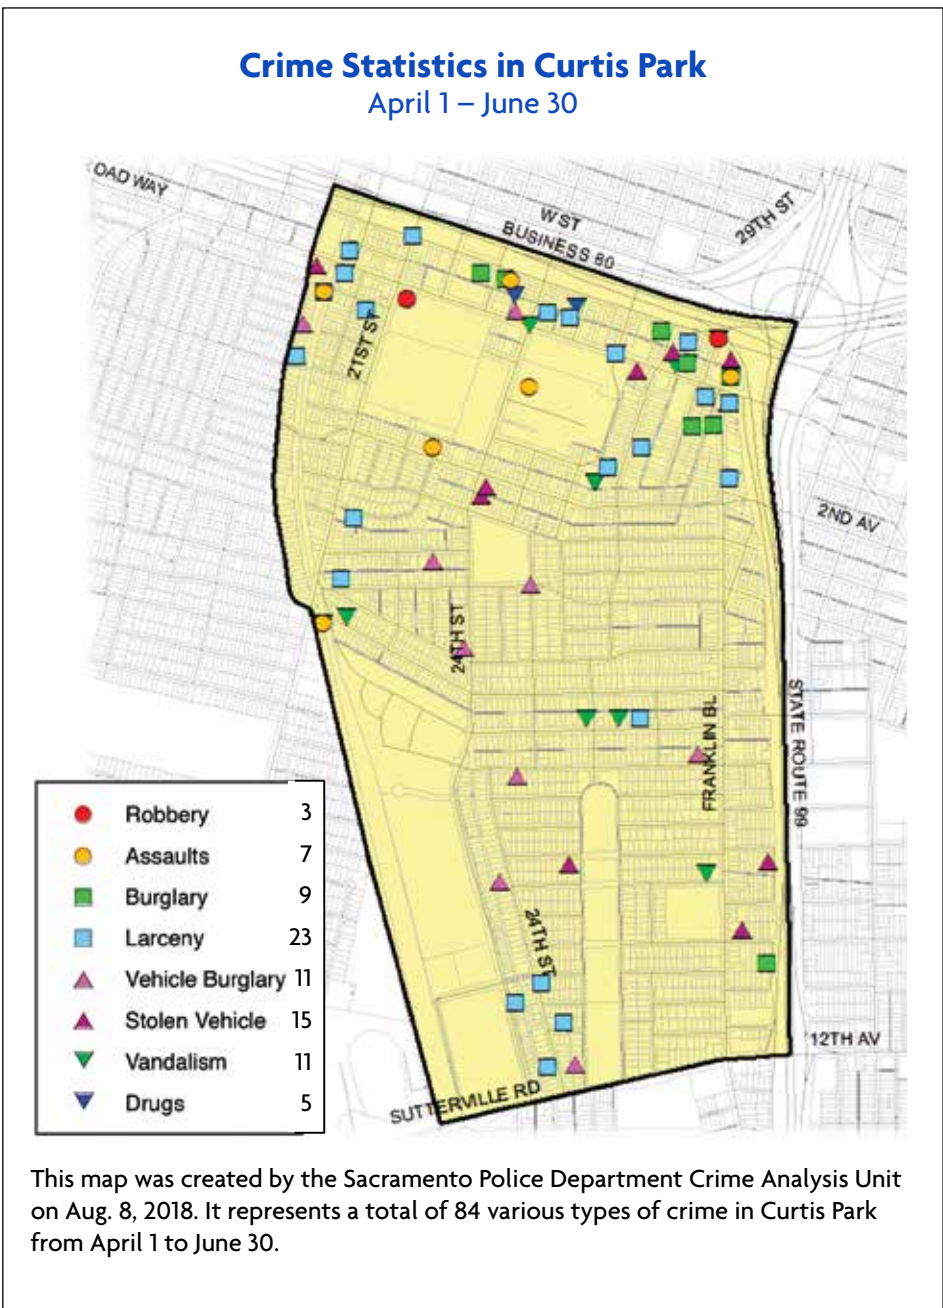 Crime Statistics in Curtis Park
April 1 – June 30
OAD WAY
W ST
BUSINESS 80
29TH ST
21ST ST
2ND AV
24TH ST
FRANKLIN BL
STATE ROUTE 99
24TH ST
12TH AV
SUTTERVILLE RD
Robbery 3
Assaults 7
Burglary 9
Larceny 23
Vehicle Burglary 11
Stolen Vehicle 15
Vandalism 11
Drugs 5
This map was created by the Sacramento Police Department Crime Analysis Unit
on Aug. 8, 2018. It represents a total of 84 various types of crime in Curtis Park
from April 1 to June 30.